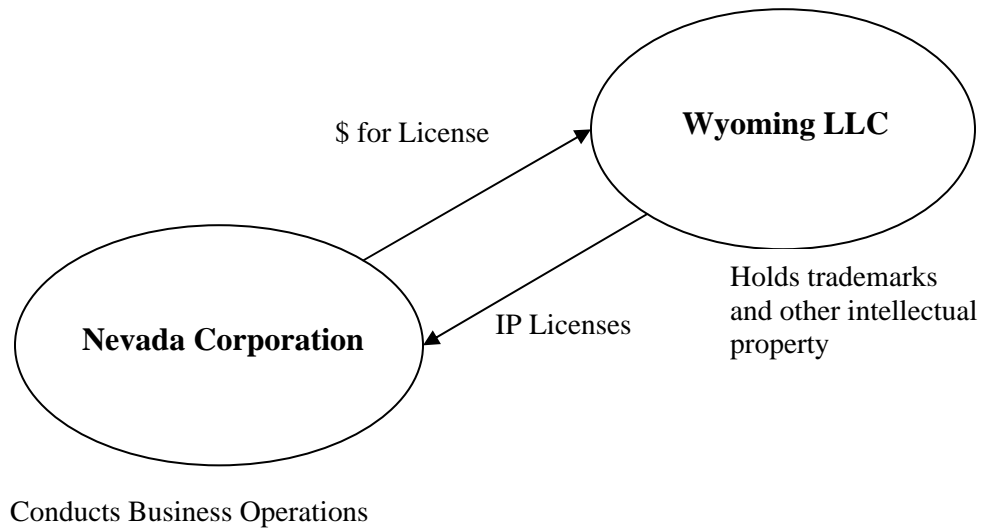 $ for License
Wyoming LLC
Holds trademarks
and other intellectual
property
IP Licenses
Nevada Corporation
Conducts Business Operations